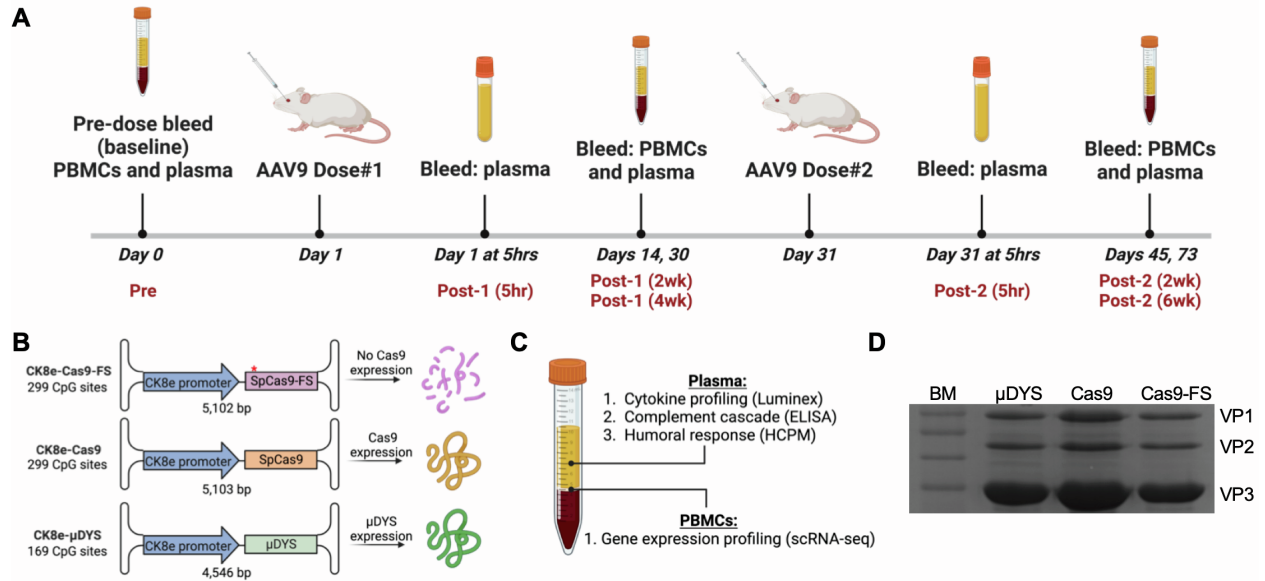 A
Pre-dose bleed
(baseline)
PBMCs and plasma
AAV9 Dose#1
Bleed: plasma
Bleed: PBMCs
and plasma
AAV9 Dose#2
Bleed: plasma
Bleed: PBMCs
and plasma
Day 0
Day 1
Day 1 at 5hrs
Days 14, 30
Day 31
Day 31 at 5hrs
Days 45, 73
Pre
Post-1 (5hr)
Post-1 (2wk)
Post-1 (4wk)
Post-2 (5hr)
Post-2 (2wk)
Post-2 (6wk)
B
CK8e-Cas9-FS
299 CpG sites
CK8e promoter
SpCas9-FS
5,102 bp
No Cas9
expression
CK8e-Cas9
299 CpG sites
CK8e promoter
SpCas9
5,103 bp
Cas9
expression
CK8e-μDYS
169 CpG sites
CK8e promoter
μDYS
4,546 bp
μDYS
expression
C
Plasma:
1. Cytokine profiling (Luminex)
2. Complement cascade (ELISA)
3. Humoral response (HCPM)
PBMCs:
1. Gene expression profiling (scRNA-seq)
D
BM μDYS Cas9 Cas9-FS
VP1
VP2
VP3